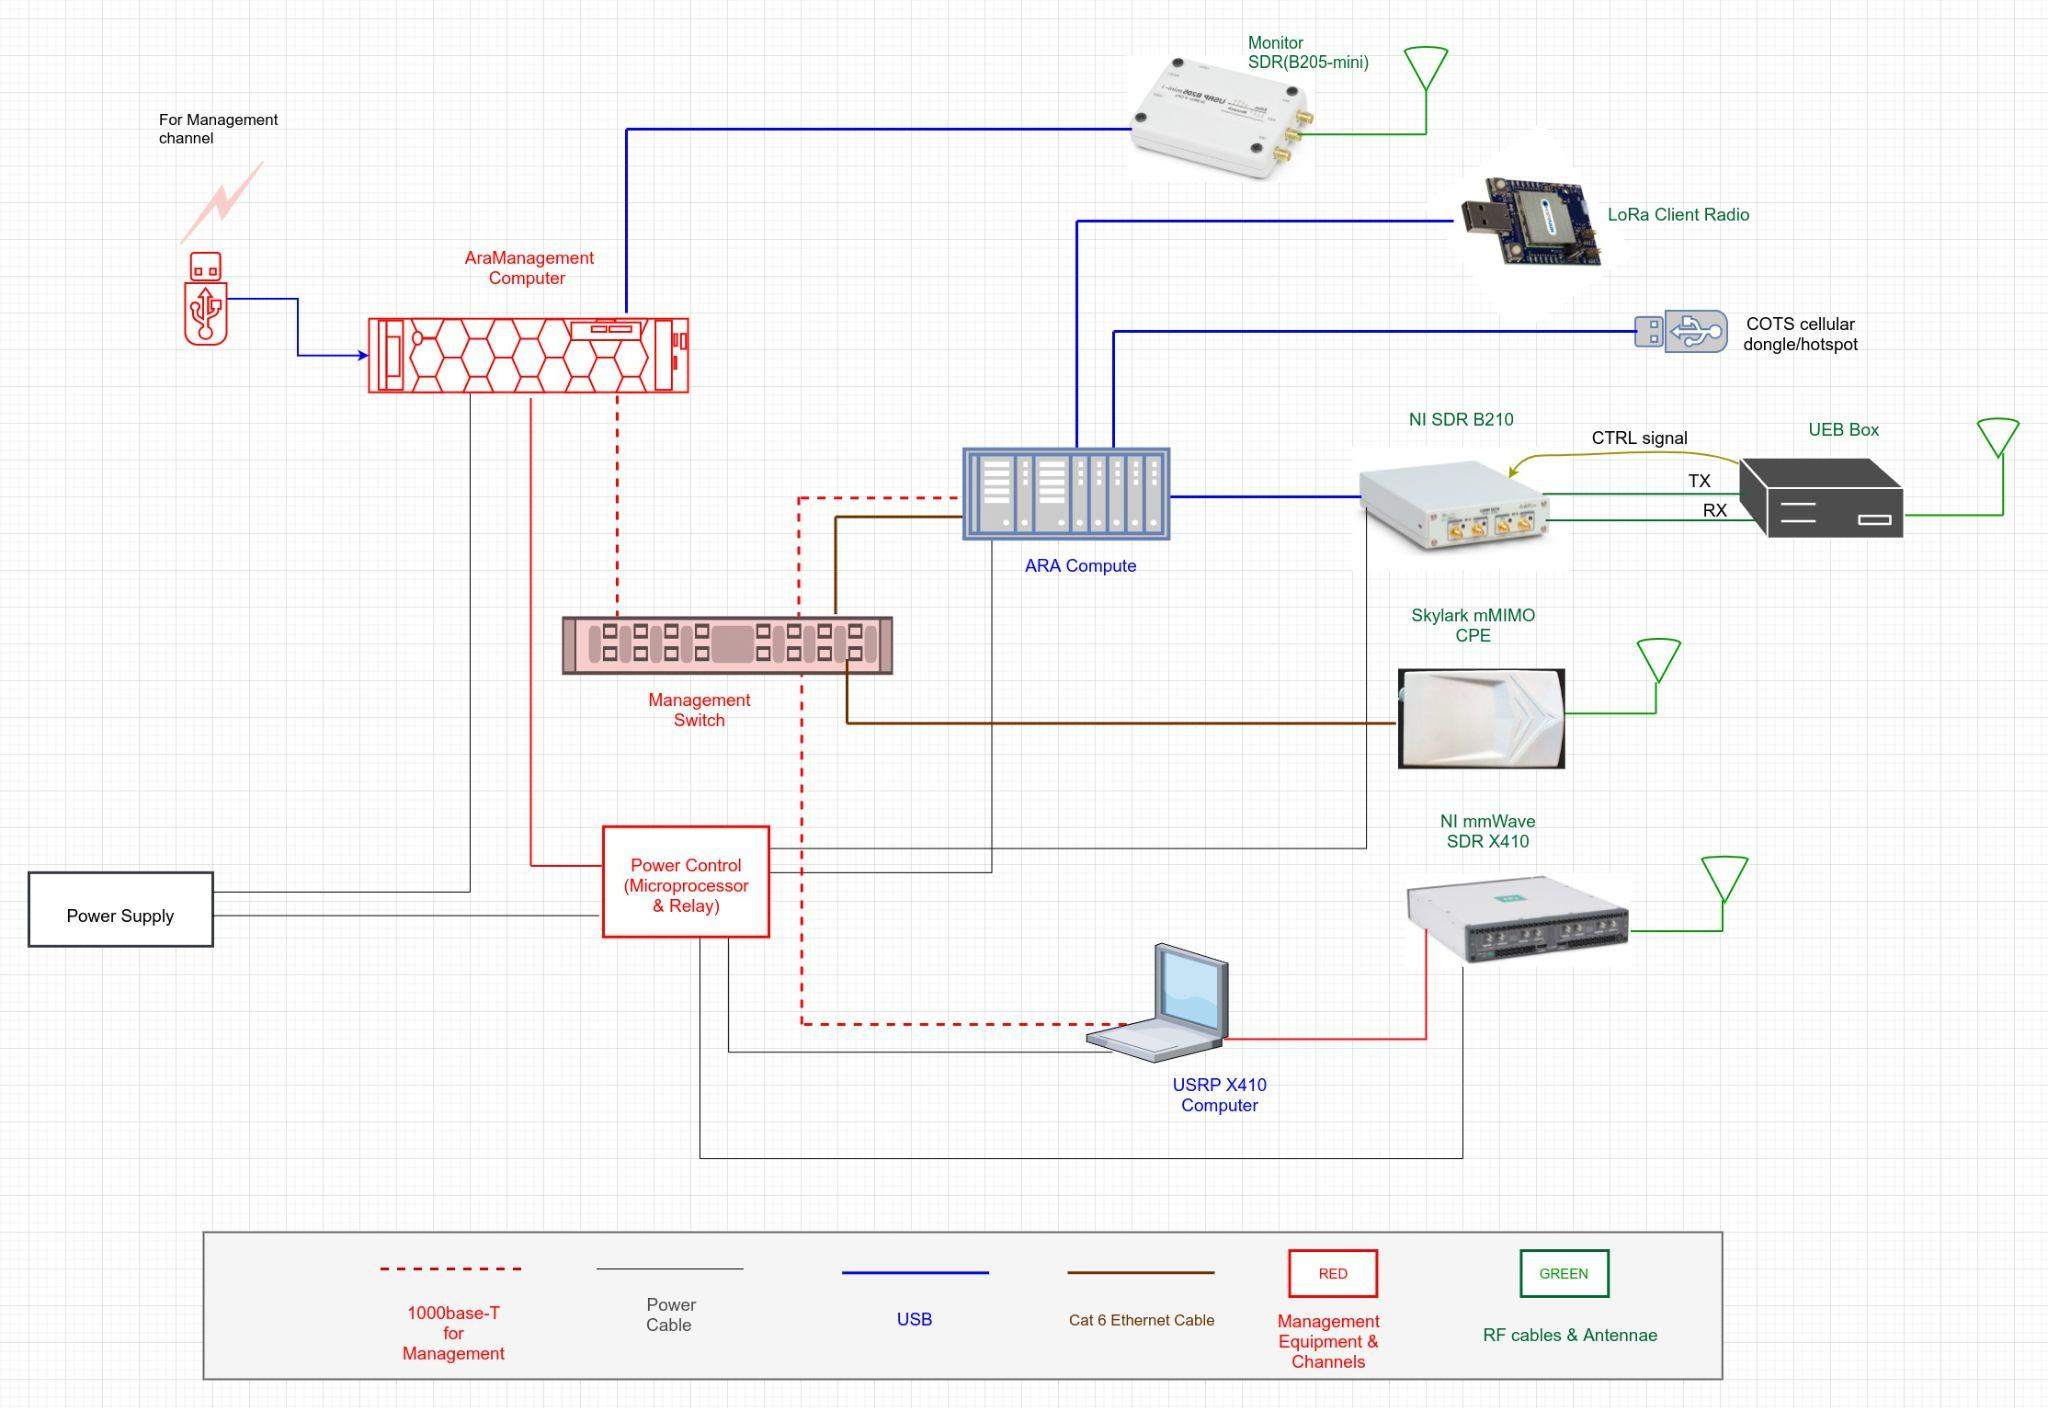 Monitor
SDR(B205-mini)
For Management
channel
LoRa Client Radio
AraManagement
Computer
COTS cellular
dongle/hotspot
NI SDR B210
CTRL signal
UEB Box
TX
RX
ARA Compute
Skylark mMIMO
CPE
Management
Switch
NI mmWave
SDR X410
Power Control
(Microprocessor
& Relay)
Power Supply
USRP X410
Computer
RED
GREEN
1000base-T
for
Management
Power
Cable
USB
Cat 6 Ethernet Cable
Management
Equipment &
Channels
RF cables & Antennae